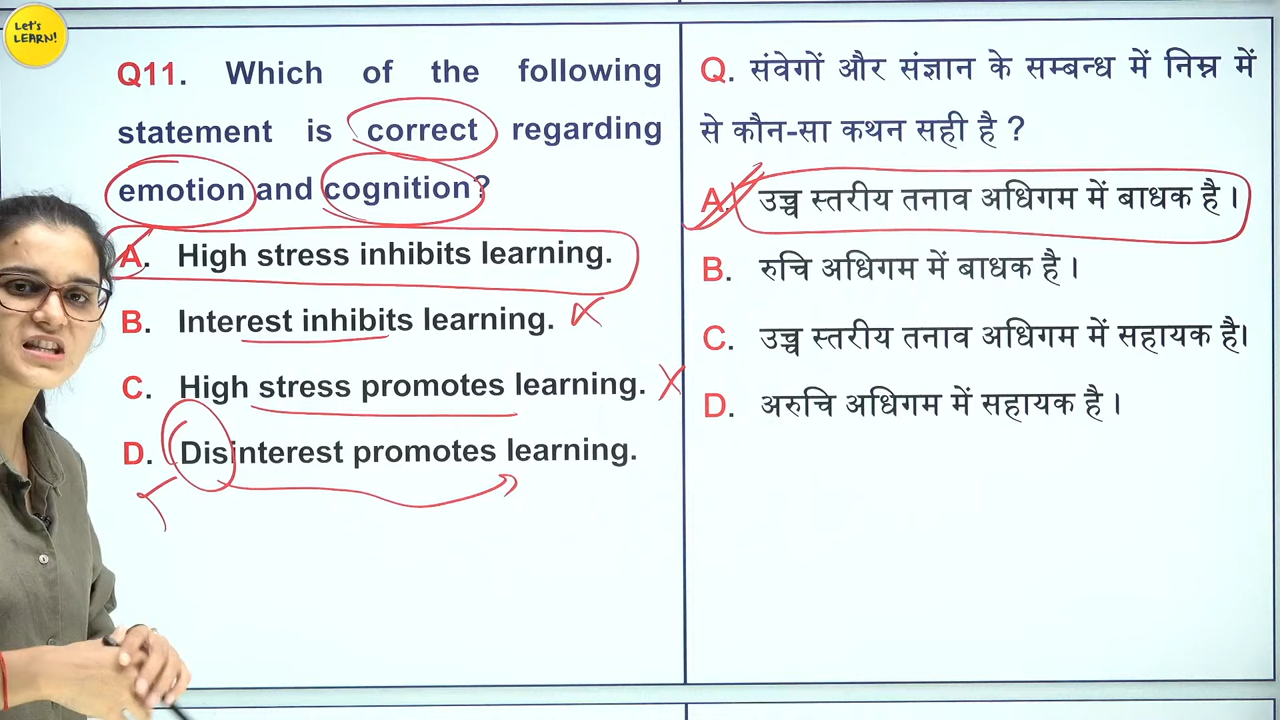 Let's
LEARN!
Q11. Which of the following
statement is correct regarding
emotion and cognition?
A. High stress inhibits learning.
B. Interest inhibits learning.
C. High stress promotes learning.
D. Disinterest promotes learning.
Q. संवेगों और संज्ञान के सम्बन्ध में निम्न में
से कौन-सा कथन सही है ?
A. उच्च स्तरीय तनाव अधिगम में बाधक है।
B. रुचि अधिगम में बाधक है।
C. उच्च स्तरीय तनाव अधिगम में सहायक है।
D. अरुचि अधिगम में सहायक है।